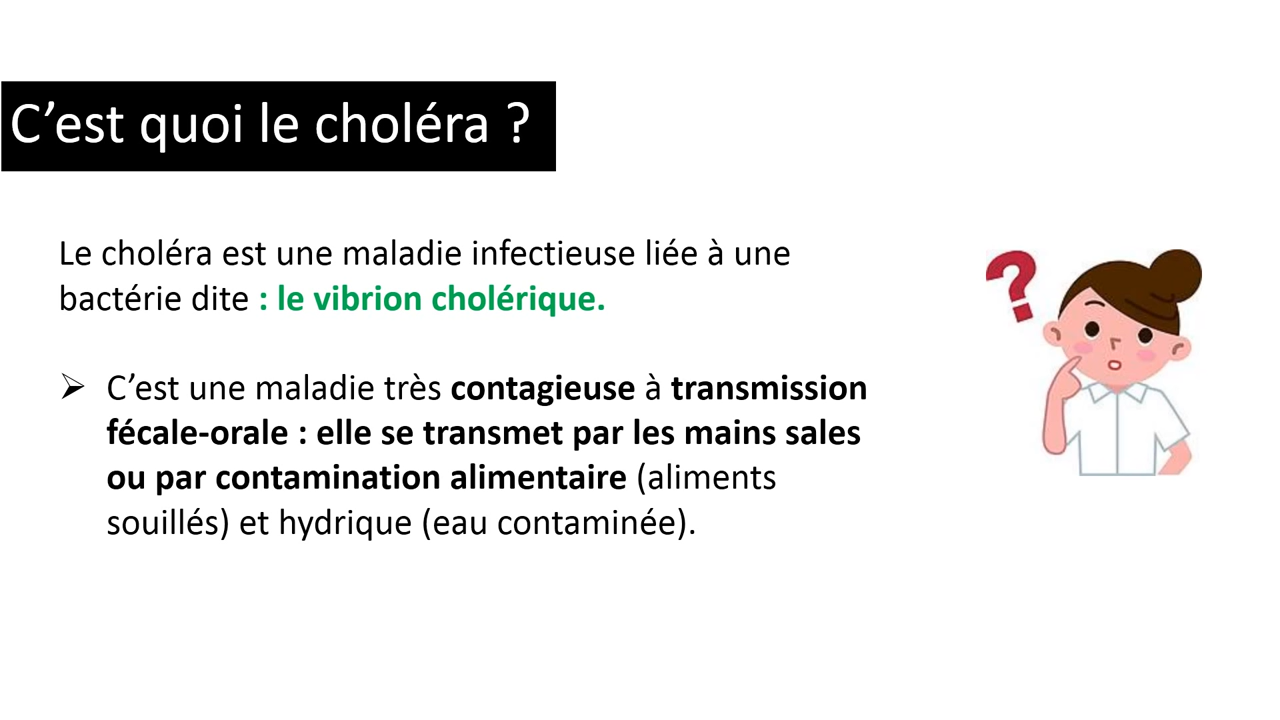 C’est quoi le choléra ?
Le choléra est une maladie infectieuse liée à une
bactérie dite : le vibrion cholérique.
➢ C’est une maladie très contagieuse à transmission
fécale-orale : elle se transmet par les mains sales
ou par contamination alimentaire (aliments
souillés) et hydrique (eau contaminée).
?